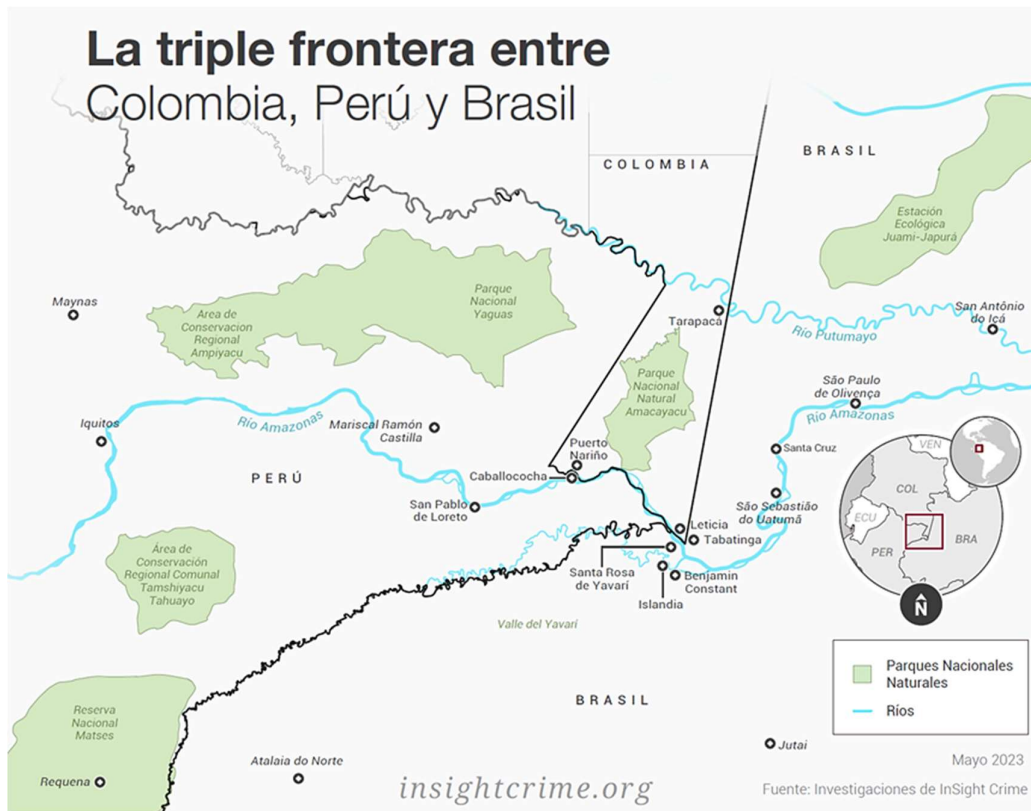 La triple frontera entre
Colombia, Perú y Brasil
COLOMBIA
BRASIL
Estación
Ecológica
Juami-Japurá
Maynas
Área de
Conservacion
Regional
Ampiyacu
Parque
Nacional
Yaguas
Tarapacá
Río Putumayo
San Antônio
do Içá
Parque
Nacional
Natural
Amacayacu
São Paulo
de Olivença
Río Amazonas
Iquitos
Río Amazonas
Mariscal Ramón
Castilla
Puerto
Nariño
Caballococha
Santa Cruz
PERÚ
San Pablo
de Loreto
São Sebastião
do Uatumã
Leticia
Tabatinga
VEN
COL
ECU
PER
BRA
Área de
Conservación
Regional Comunal
Tamshiyacu
Tahuayo
Santa Rosa
de Yavarí
Benjamin
Constant
Islandia
N
Valle del Yavarí
Parques Nacionales
Naturales
Ríos
BRASIL
Reserva
Nacional
Matses
Requena
Atalaia do Norte
Jutai
insightcrime.org
Mayo 2023
Fuente: Investigaciones de InSight Crime